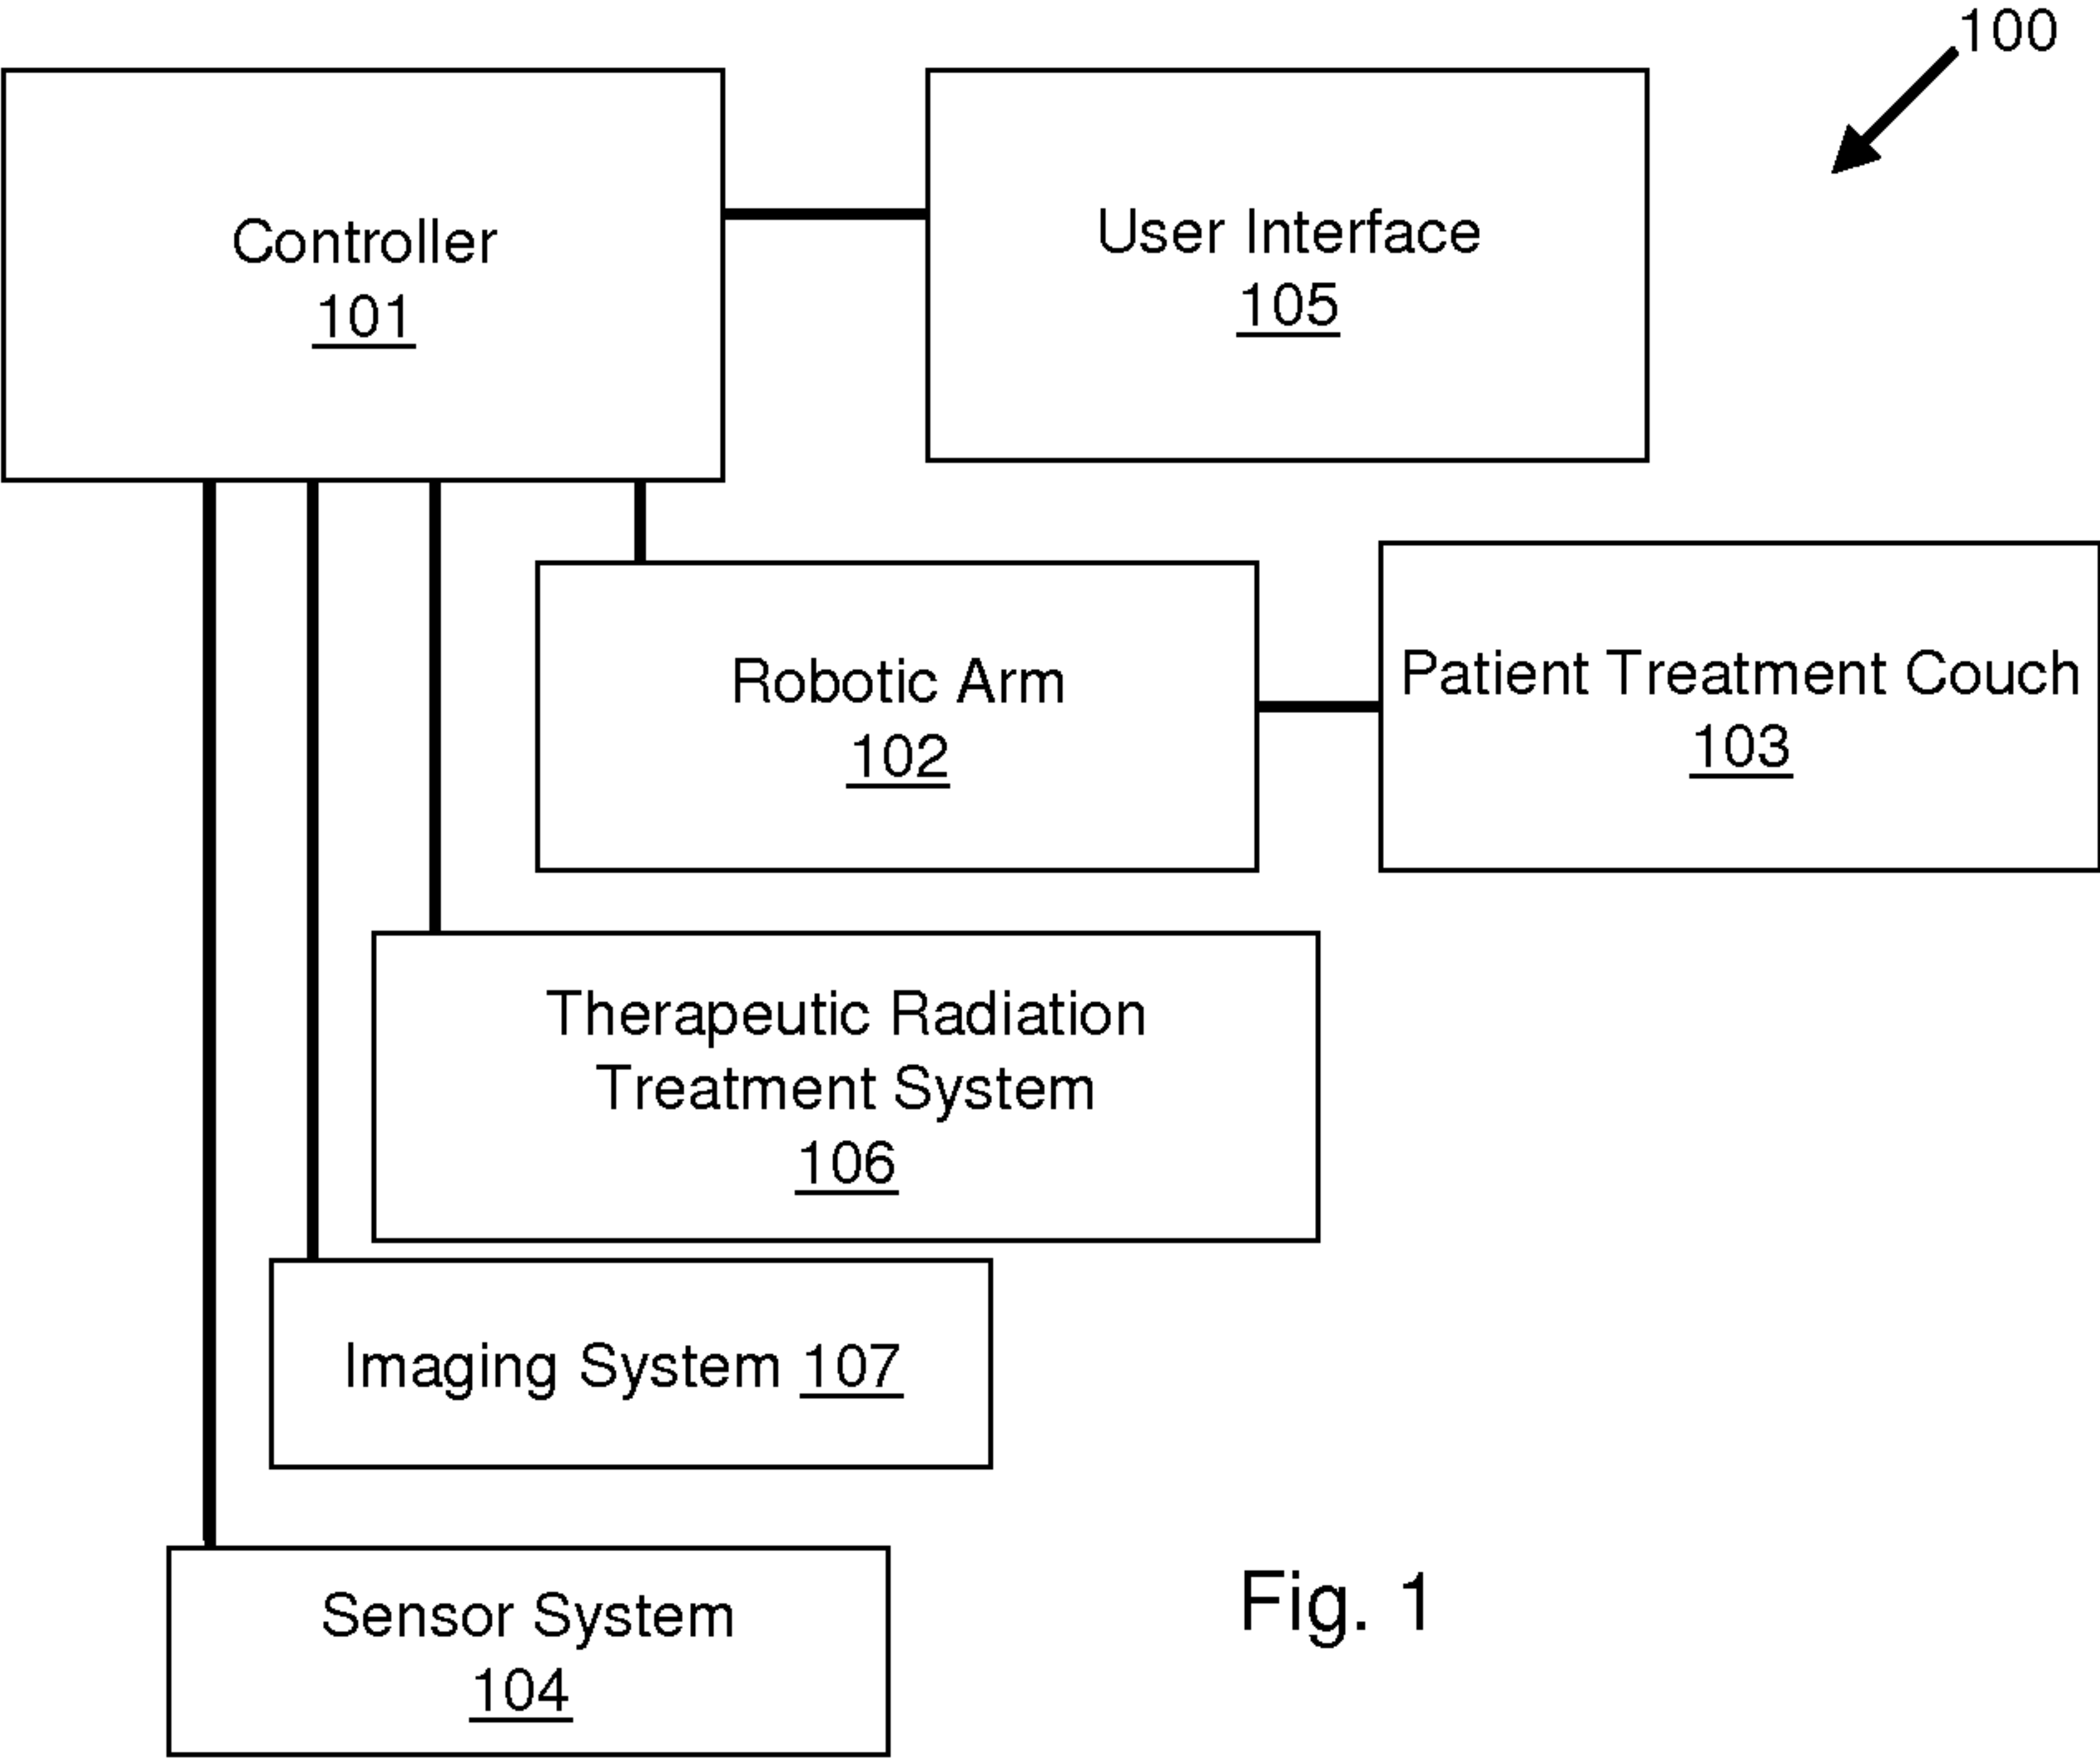 100
Controller
101
User Interface
105
Robotic Arm
102
Patient Treatment Couch
103
Therapeutic Radiation
Treatment System
106
Imaging System 107
Sensor System
104
Fig. 1